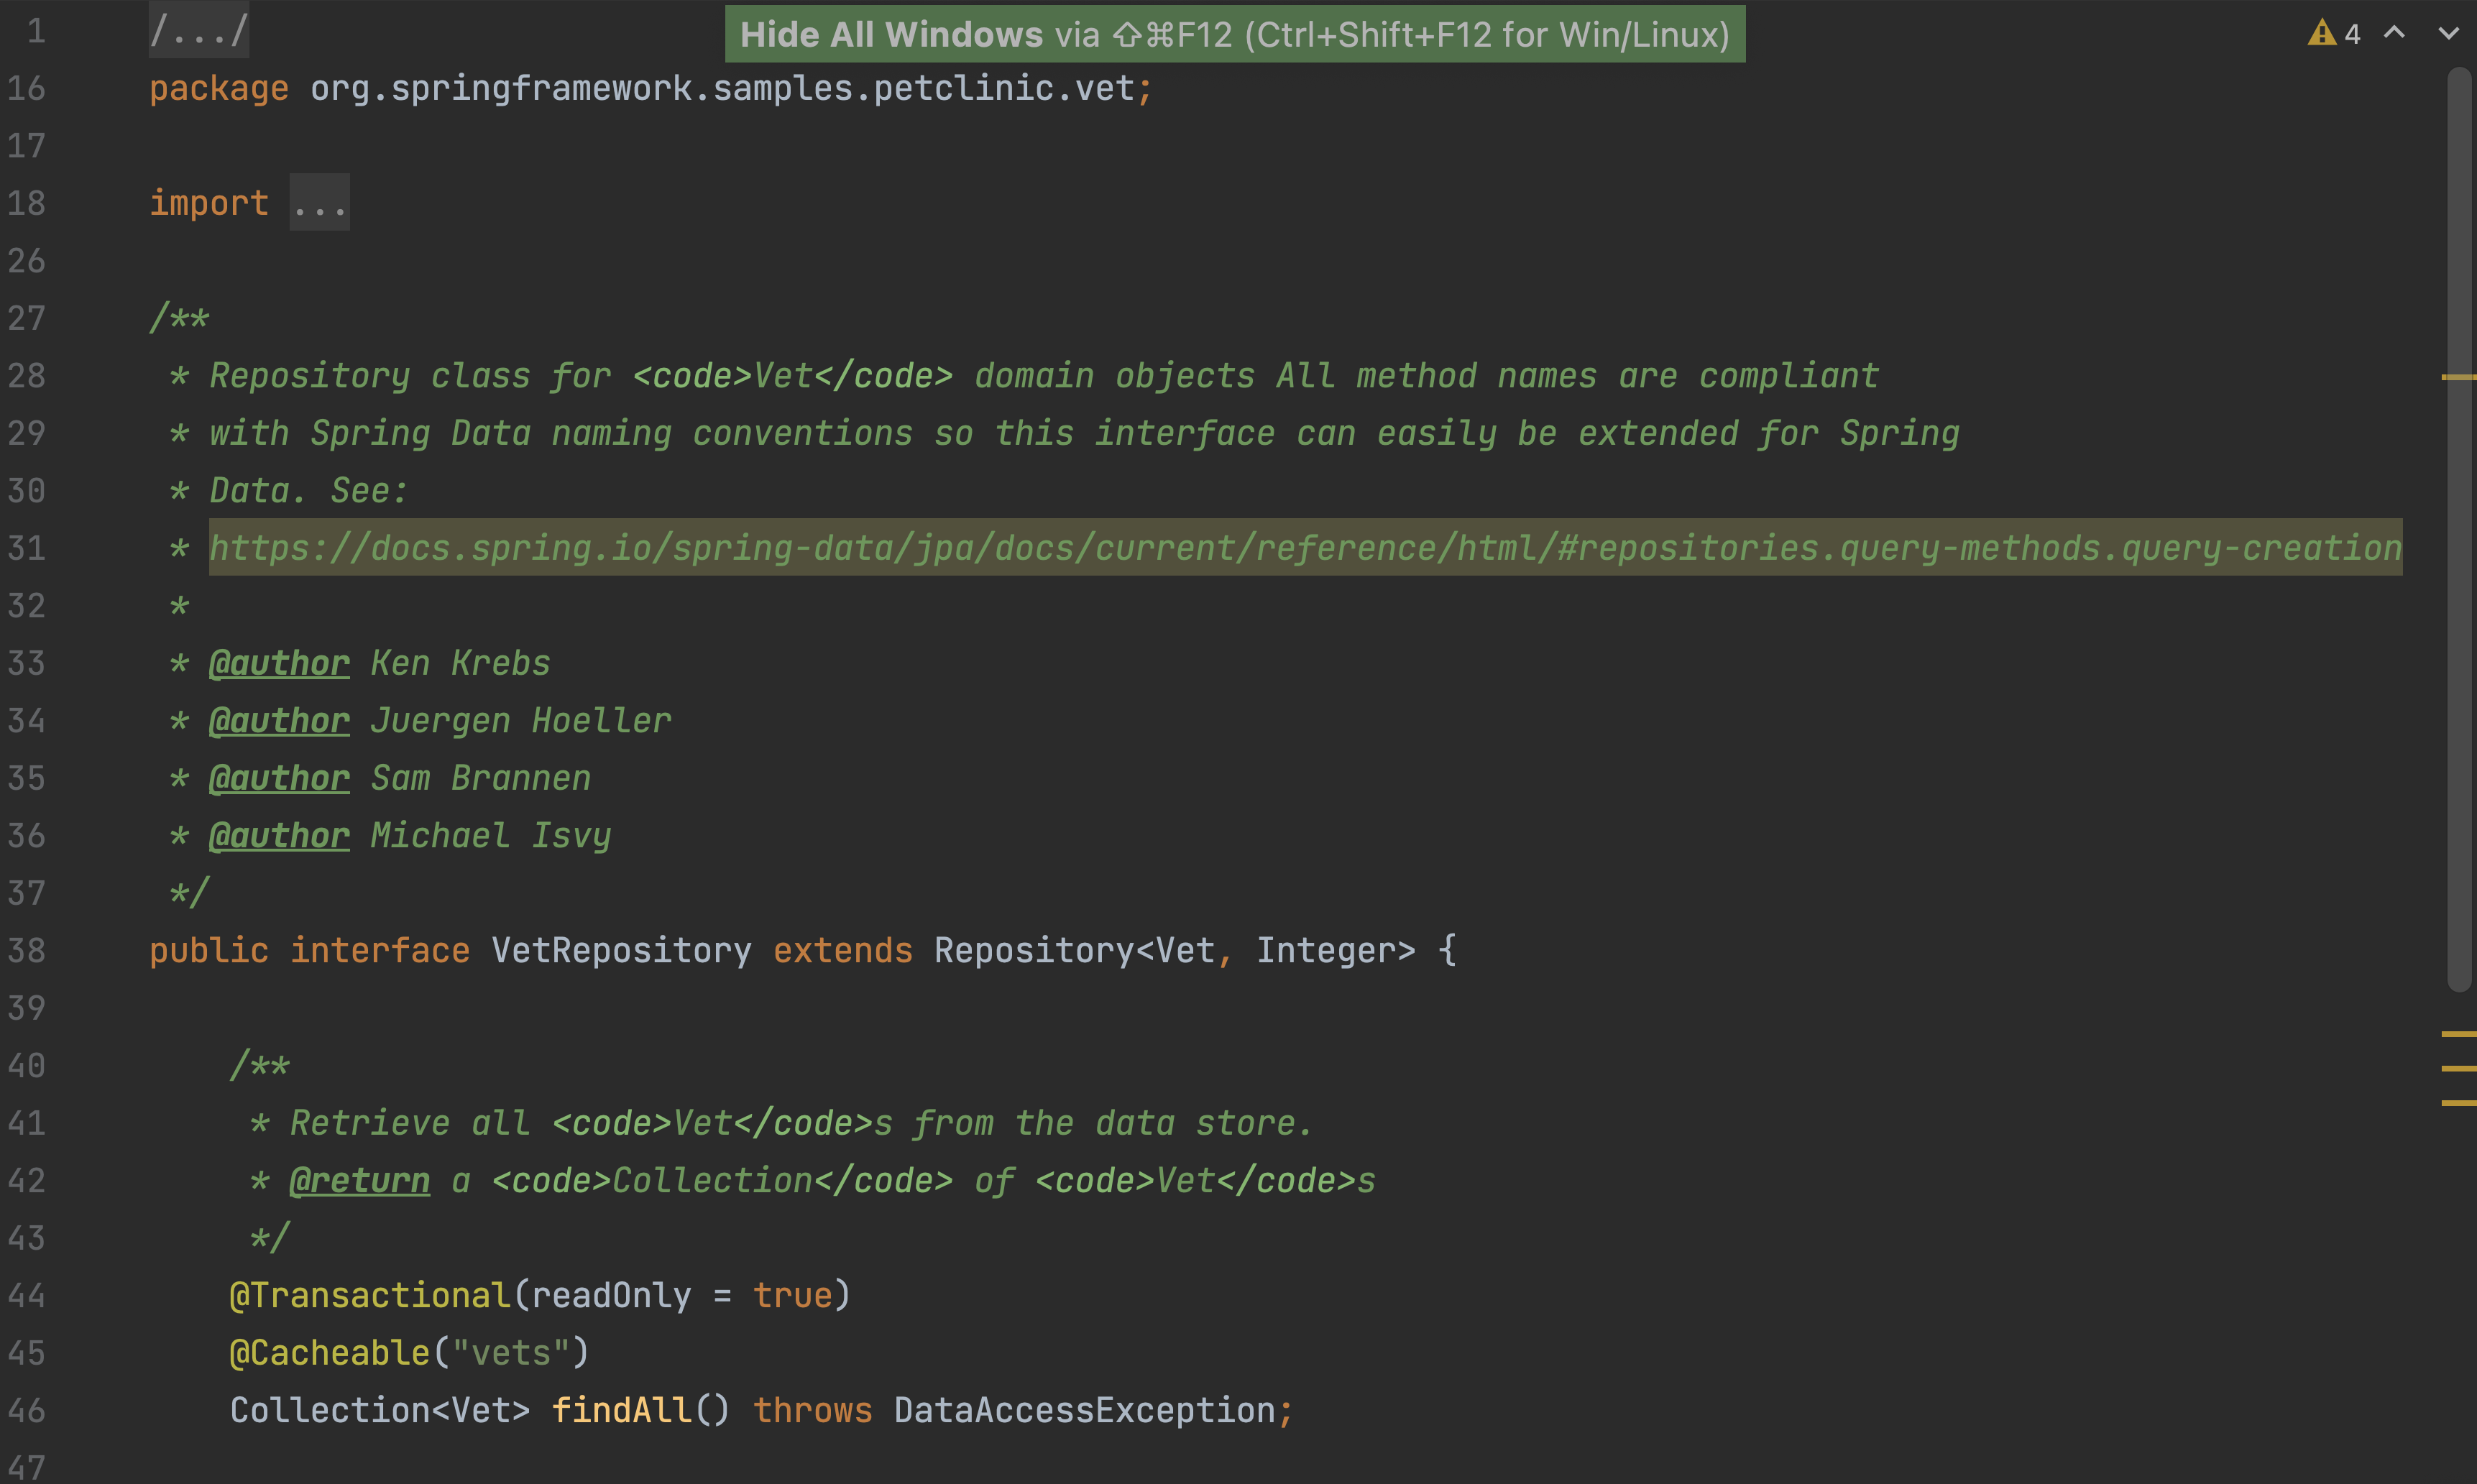 Hide All Windows via ⇧⌘F12 (Ctrl+Shift+F12 for Win/Linux)
4
1 /.../
16 package org.springframework.samples.petclinic.vet;
17
18 import ...
26
27 /**
28  * Repository class for <code>Vet</code> domain objects All method names are compliant
29  * with Spring Data naming conventions so this interface can easily be extended for Spring
30  * Data. See:
31  * https://docs.spring.io/spring-data/jpa/docs/current/reference/html/#repositories.query-methods.query-creation
32  *
33  * @author Ken Krebs
34  * @author Juergen Hoeller
35  * @author Sam Brannen
36  * @author Michael Isvy
37  */
38 public interface VetRepository extends Repository<Vet, Integer> {
39
40     /**
41      * Retrieve all <code>Vet</code>s from the data store.
42      * @return a <code>Collection</code> of <code>Vet</code>s
43      */
44     @Transactional(readOnly = true)
45     @Cacheable("vets")
46     Collection<Vet> findAll() throws DataAccessException;
47